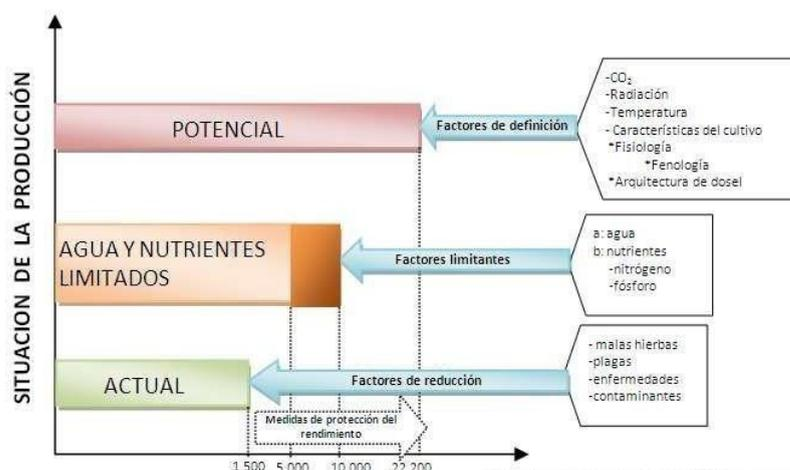 SITUACION DE LA PRODUCCIÓN
POTENCIAL
Factores de definición
-CO₂
-Radiación
-Temperatura
- Características del cultivo
*Fisiología
*Fenología
*Arquitectura de dosel
AGUA Y NUTRIENTES
LIMITADOS
Factores limitantes
a: agua
b: nutrientes
-nitrógeno
-fósforo
ACTUAL
Factores de reducción
- malas hierbas
-plagas
-enfermedades
-contaminantes
Medidas de protección del
rendimiento
1,500 5,000 10,000 22,200